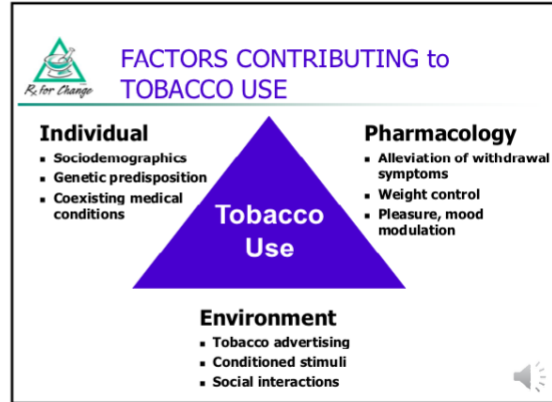 FACTORS CONTRIBUTING to
TOBACCO USE
Rx for Change
Individual
▪ Sociodemographics
▪ Genetic predisposition
▪ Coexisting medical
conditions
Pharmacology
▪ Alleviation of withdrawal
symptoms
▪ Weight control
▪ Pleasure, mood
modulation
Tobacco
Use
Environment
▪ Tobacco advertising
▪ Conditioned stimuli
▪ Social interactions